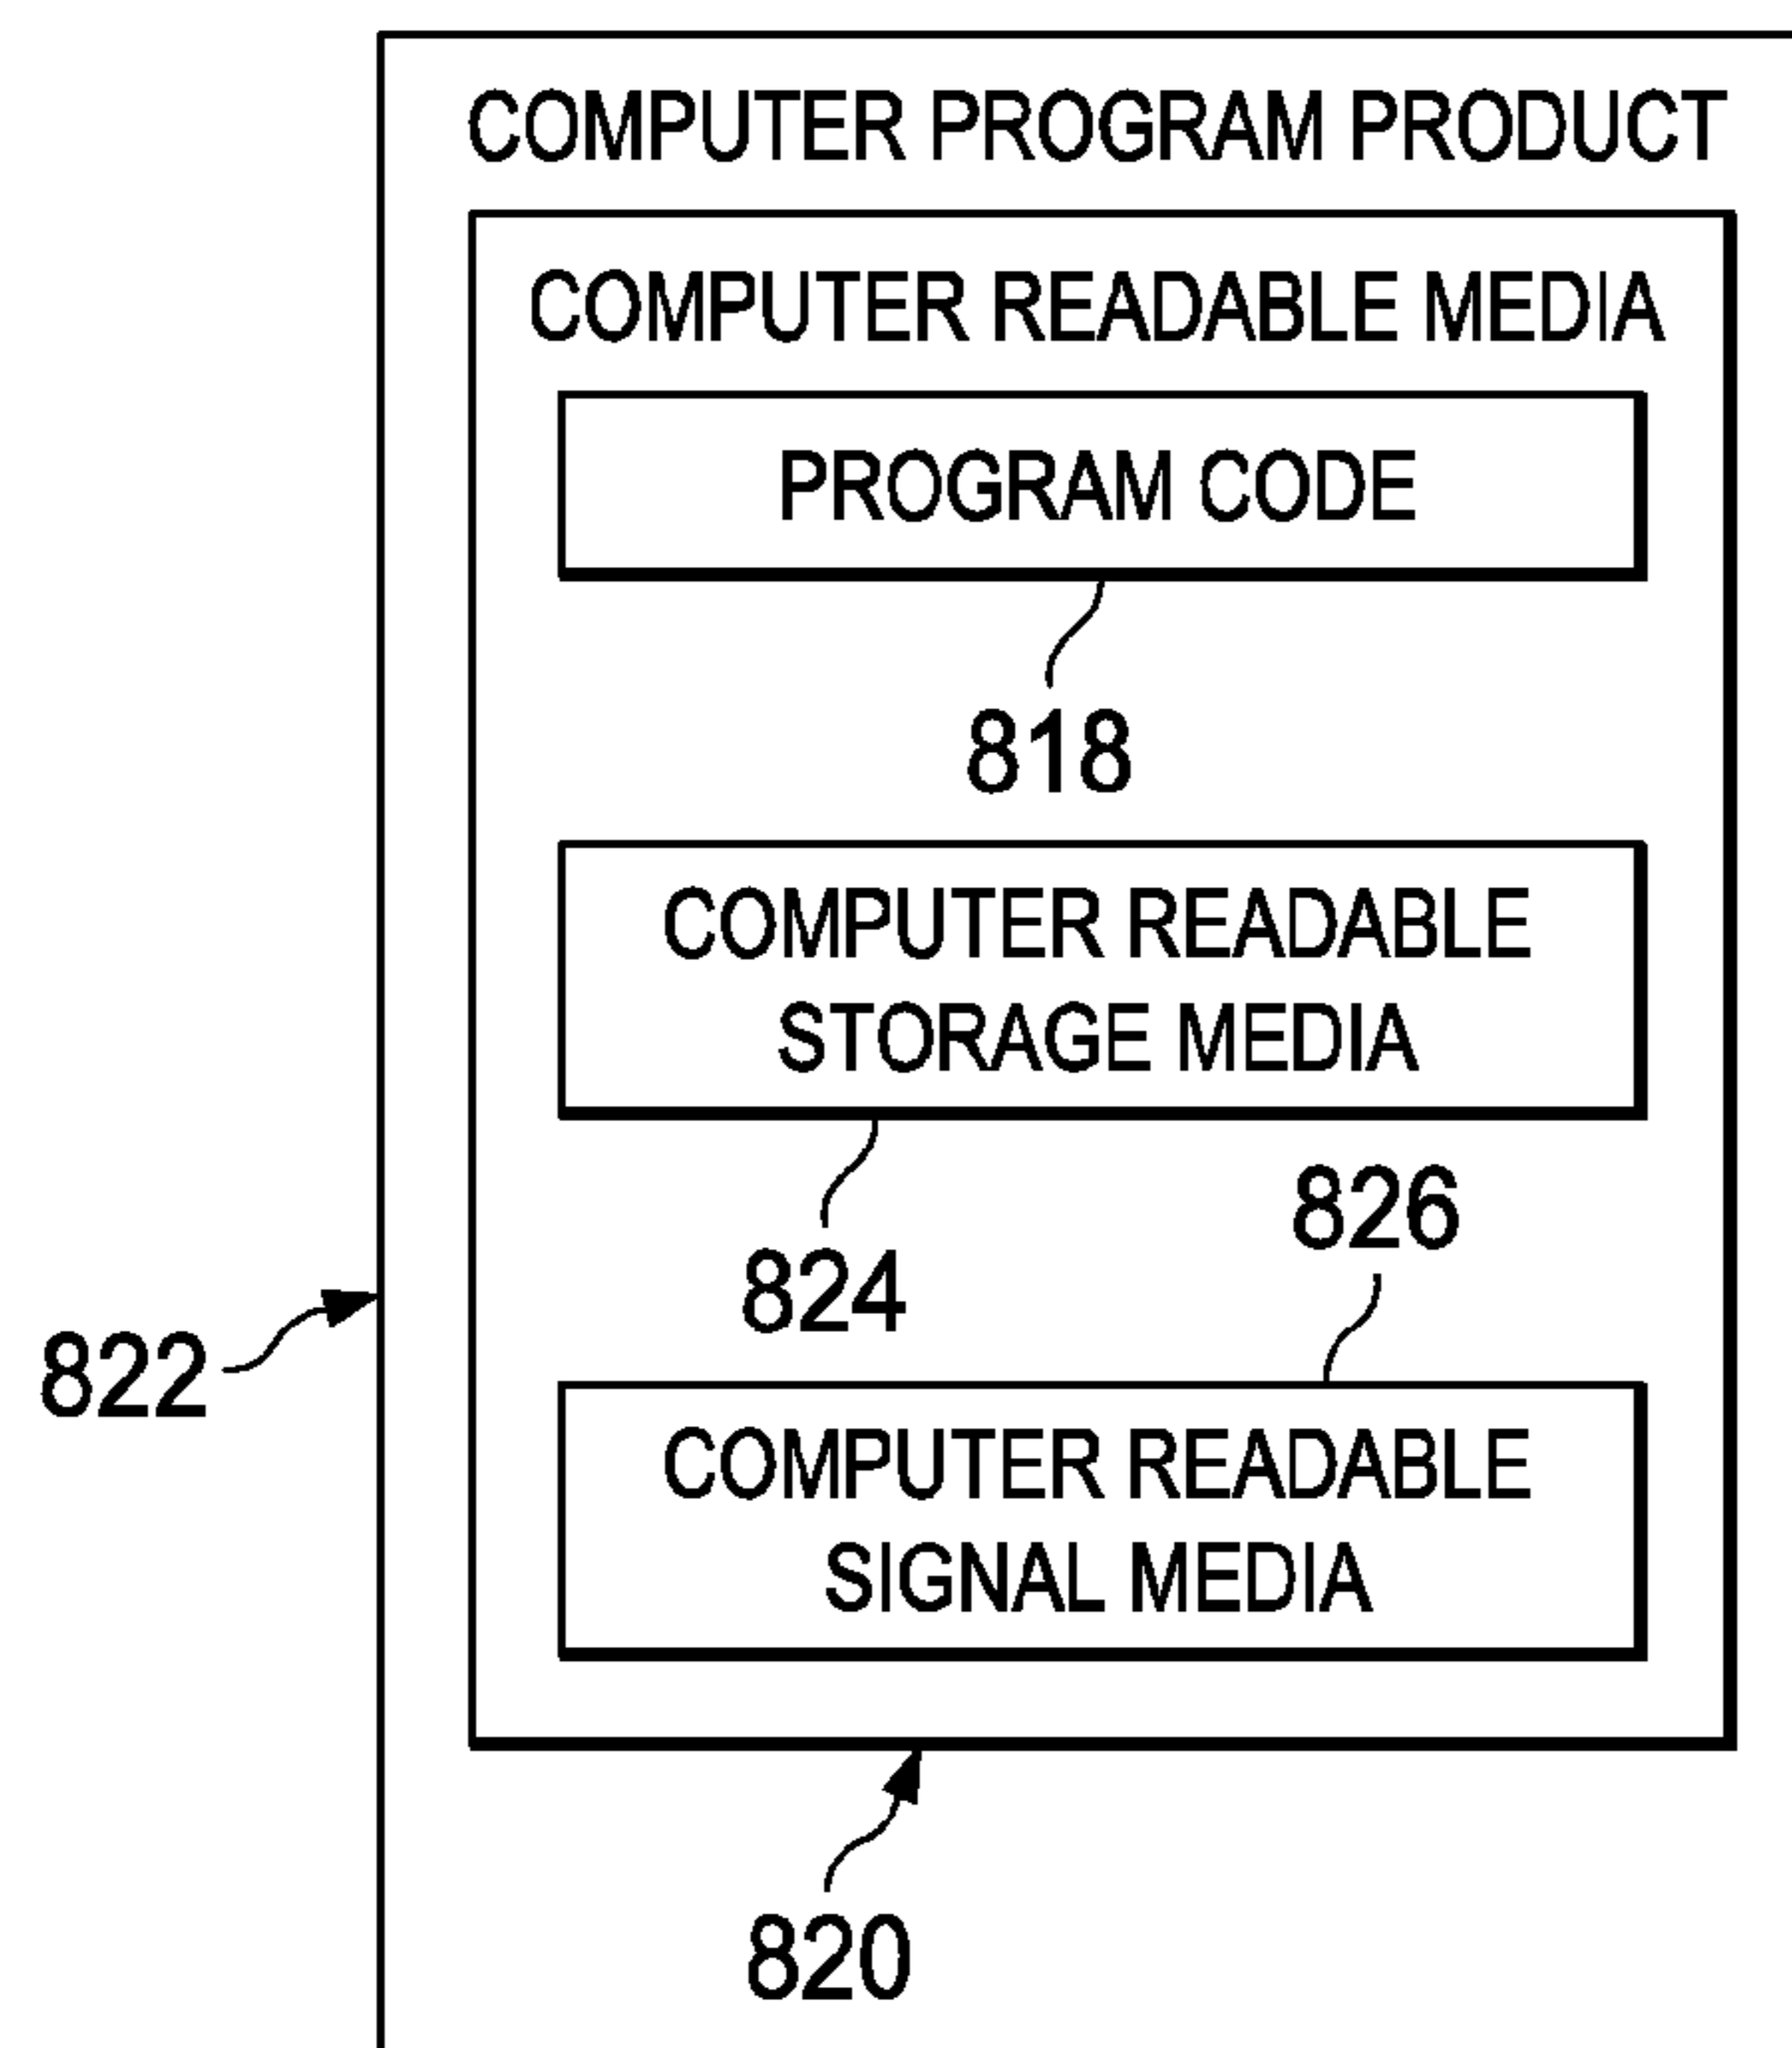 COMPUTER PROGRAM PRODUCT
COMPUTER READABLE MEDIA
PROGRAM CODE
818
COMPUTER READABLE
STORAGE MEDIA
826
824
822
COMPUTER READABLE
SIGNAL MEDIA
820